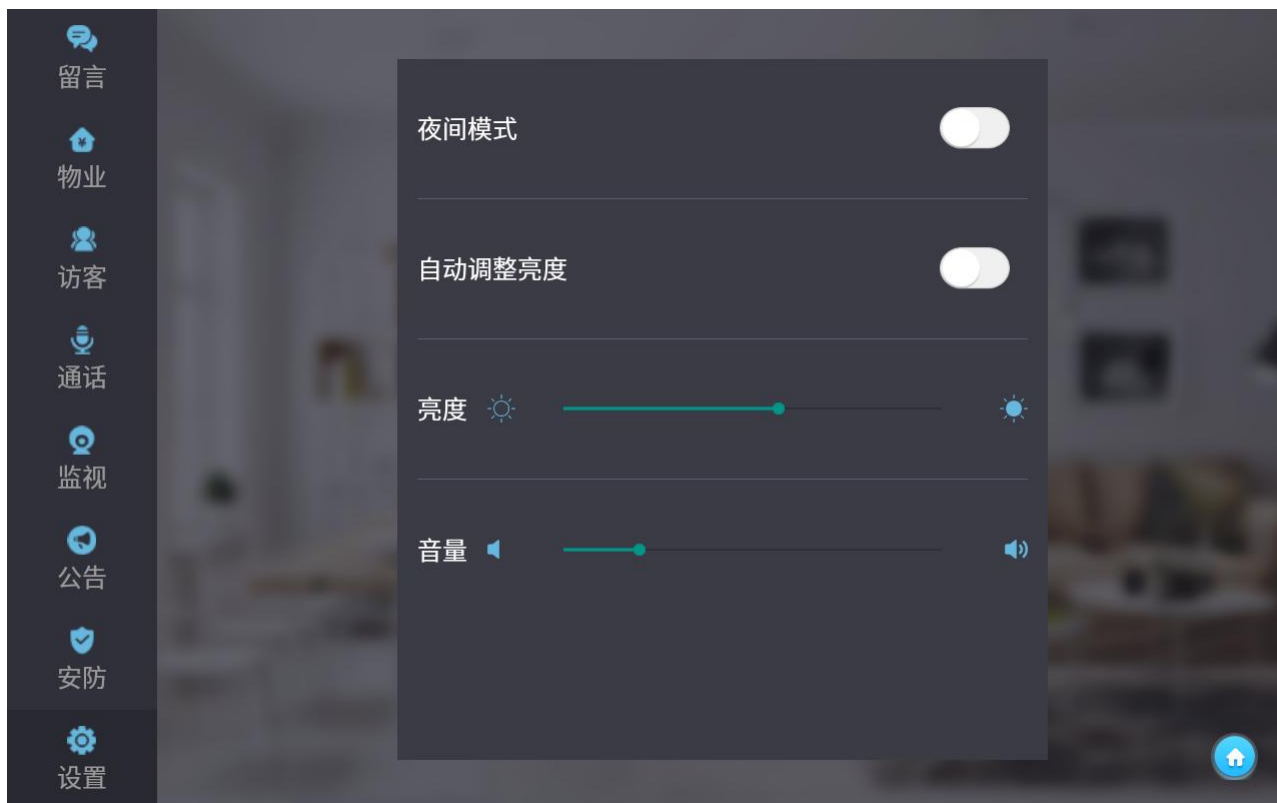 留言
物业
访客
通话
监视
公告
安防
设置
夜间模式
自动调整亮度
亮度
音量